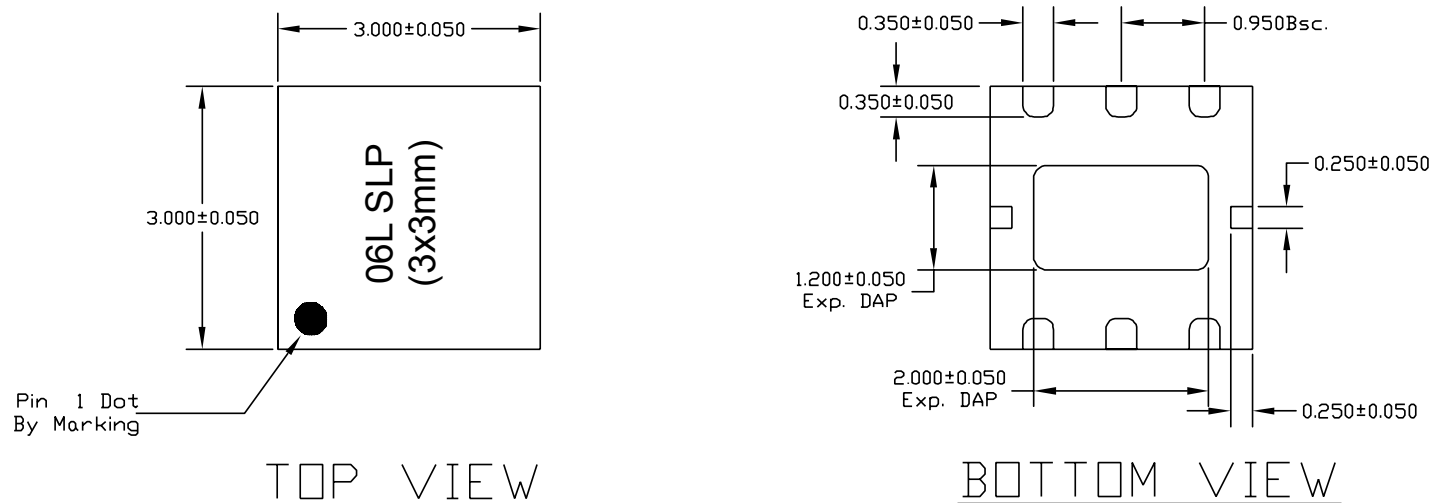 3.000±0.050
3.000±0.050
06L SLP
(3x3mm)
Pin 1 Dot
By Marking
TOP VIEW
0.350±0.050
0.950Bsc.
0.350±0.050
0.250±0.050
1.200±0.050
Exp. DAP
2.000±0.050
Exp. DAP
0.250±0.050
BOTTOM VIEW